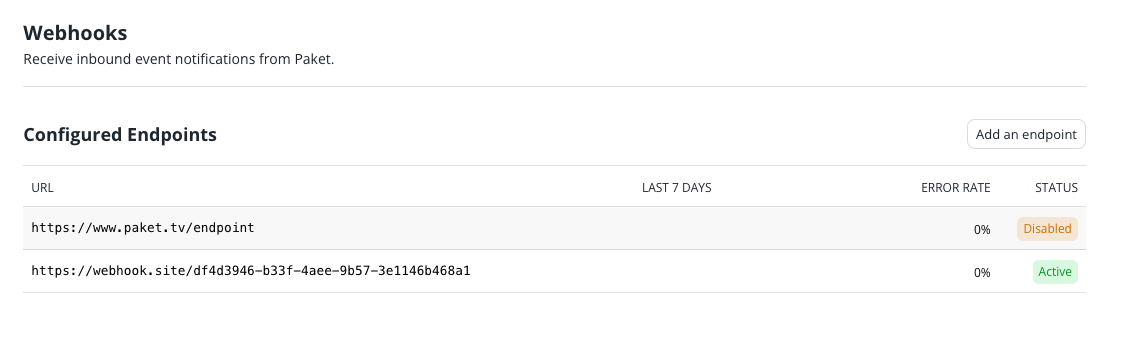 Webhooks
Receive inbound event notifications from Paket.
Configured Endpoints
Add an endpoint
URL LAST 7 DAYS ERROR RATE STATUS
https://www.paket.tv/endpoint 0% Disabled
https://webhook.site/df4d3946-b33f-4aee-9b57-3e1146b468a1 0% Active